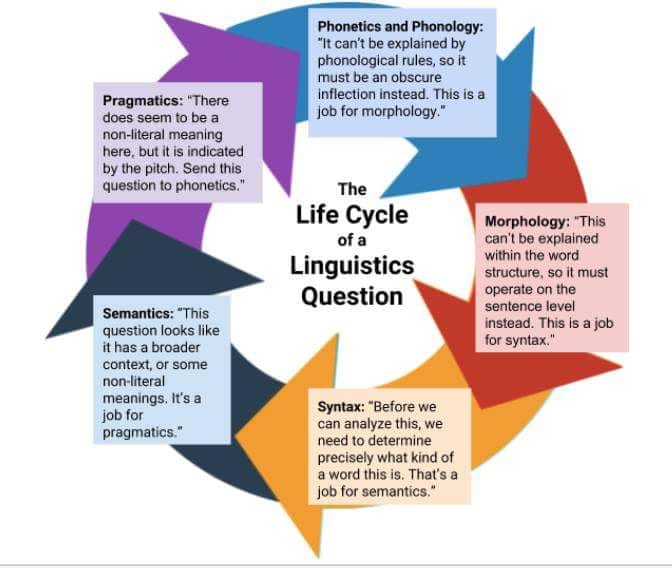 The
Life Cycle
of a
Linguistics
Question
Phonetics and Phonology:
"It can't be explained by
phonological rules, so it
must be an obscure
inflection instead. This is a
job for morphology."
Morphology: "This
can't be explained
within the word
structure, so it must
operate on the
sentence level
instead. This is a job
for syntax."
Syntax: "Before we
can analyze this, we
need to determine
precisely what kind of
a word this is. That's a
job for semantics."
Semantics: "This
question looks like
it has a broader
context, or some
non-literal
meanings. It's a
job for
pragmatics."
Pragmatics: "There
does seem to be a
non-literal meaning
here, but it is indicated
by the pitch. Send this
question to phonetics."